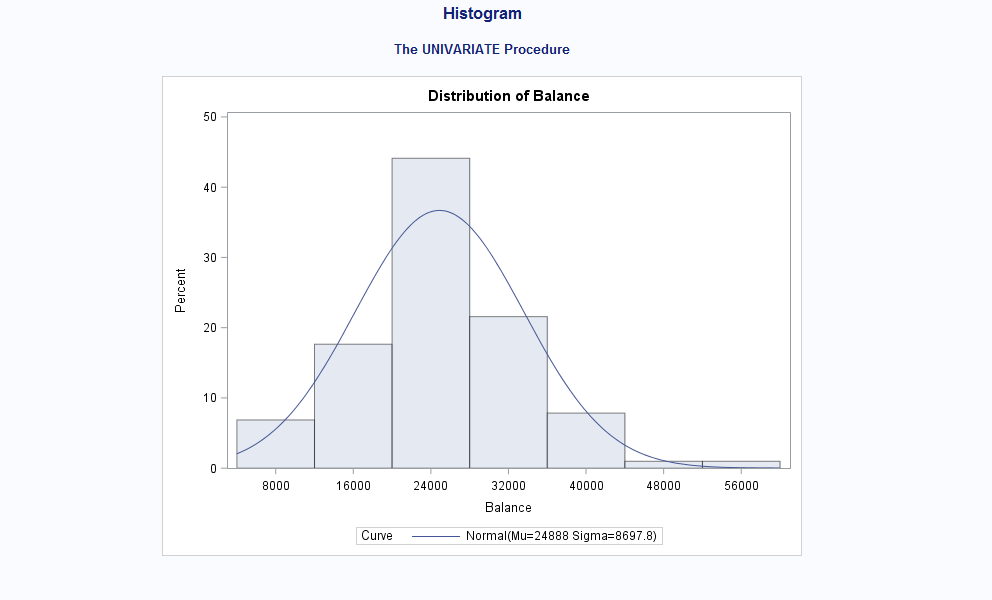 Histogram
The UNIVARIATE Procedure
Distribution of Balance
50
40
30
20
10
0
Percent
8000 16000 24000 32000 40000 48000 56000
Balance
Curve Normal(Mu=24888 Sigma=8697.8)